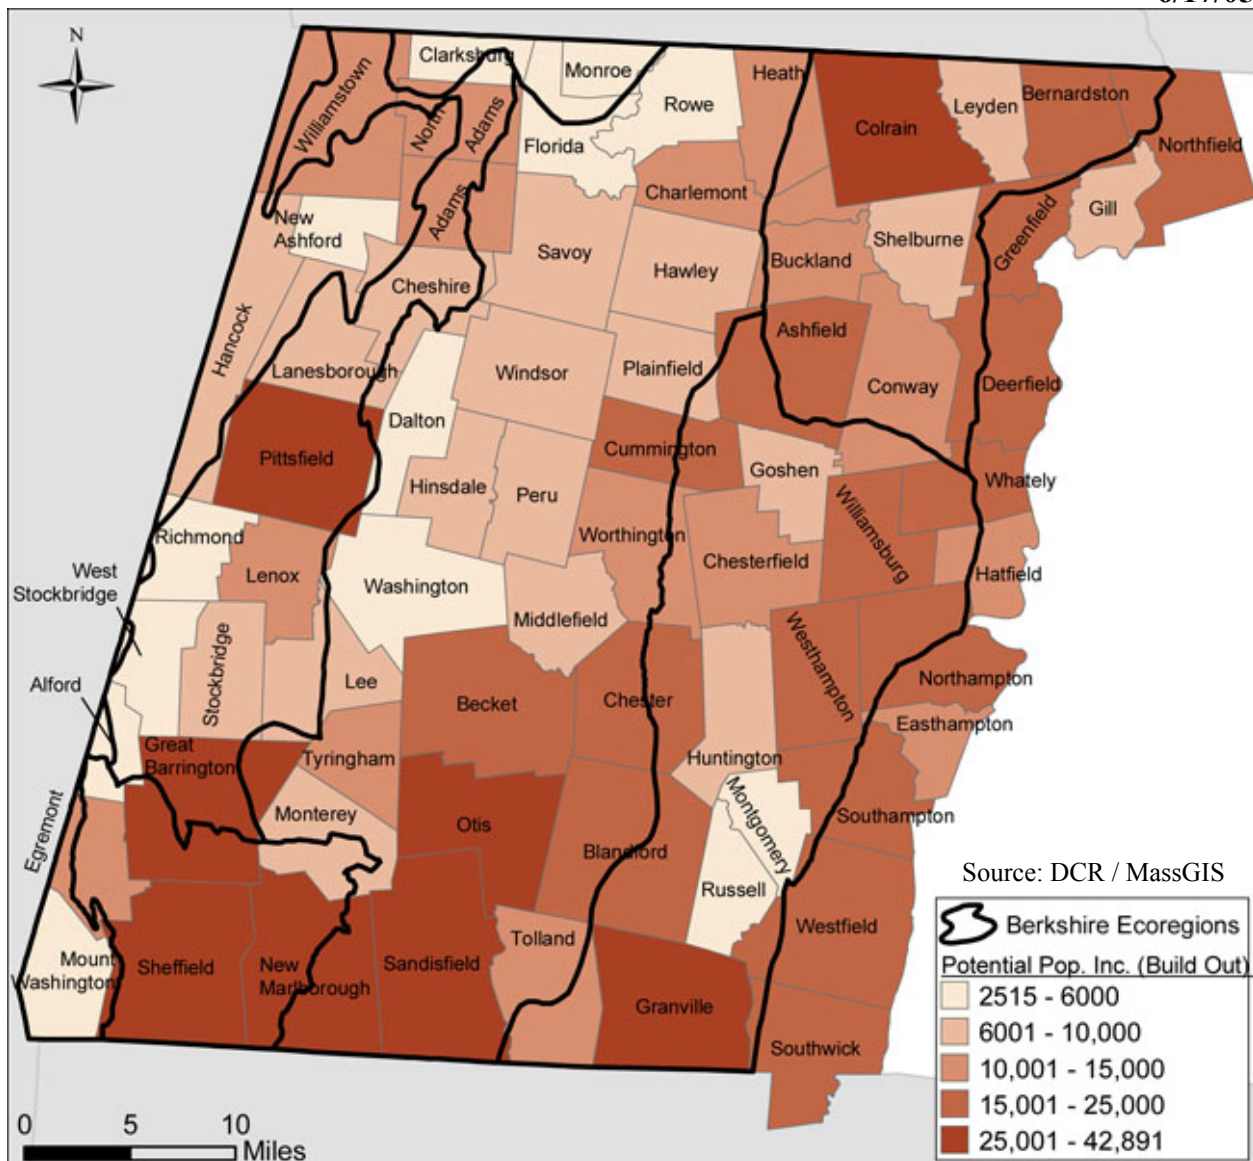 N
Clarksburg
Monroe
Heath
Rowe
Williamstown
North
Adams
Florida
Colrain
Leyden
Bernardston
Northfield
Charlemont
Adams
New
Ashford
Savoy
Hawley
Buckland
Shelburne
Greenfield
Gill
Cheshire
Hancock
Lanesborough
Windsor
Plainfield
Ashfield
Conway
Deerfield
Dalton
Pittsfield
Cummington
Goshen
Whately
Hinsdale
Peru
Worthington
Chesterfield
Williamsburg
Hatfield
Richmond
Lenox
Washington
West
Stockbridge
Middlefield
Stockbridge
Westhampton
Lee
Alford
Becket
Chester
Northampton
Easthampton
Great
Barrington
Tyringham
Huntington
Montgomery
Monterey
Egremont
Otis
Blandford
Southampton
Russell
Westfield
Mount
Washington
Sheffield
New
Marlborough
Sandisfield
Tolland
Granville
Southwick
Source: DCR / MassGIS
Berkshire Ecoregions
Potential Pop. Inc. (Build Out)
2515 - 6000
6001 - 10,000
10,001 - 15,000
15,001 - 25,000
25,001 - 42,891
0 5 10
Miles